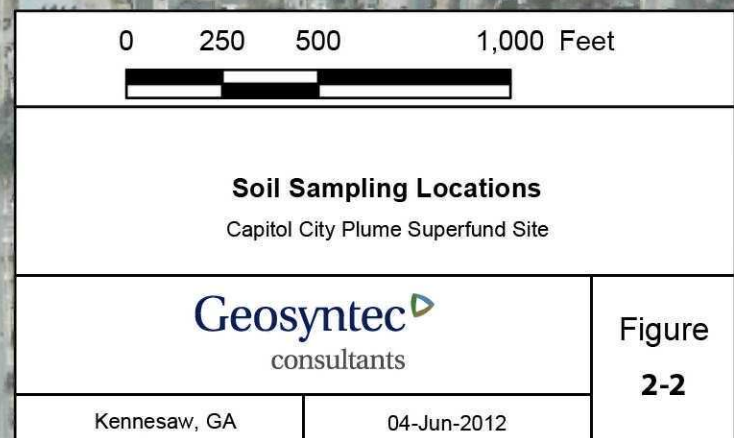 0 250 500 1,000 Feet
Soil Sampling Locations
Capitol City Plume Superfund Site
Geosyntec
consultants
Figure
2-2
Kennesaw, GA
04-Jun-2012